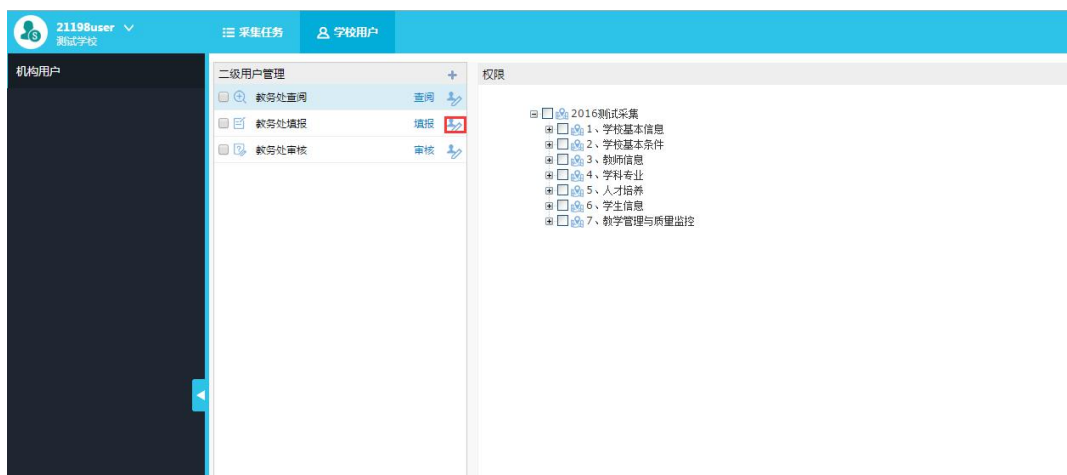 21198user
测试学校
采集任务
学校用户
机构用户
二级用户管理 +
教务处查阅 查阅
教务处填报 填报
教务处审核 审核
权限
2016测试采集
1、学校基本信息
2、学校基本条件
3、教师信息
4、学科专业
5、人才培养
6、学生信息
7、教学管理与质量监控